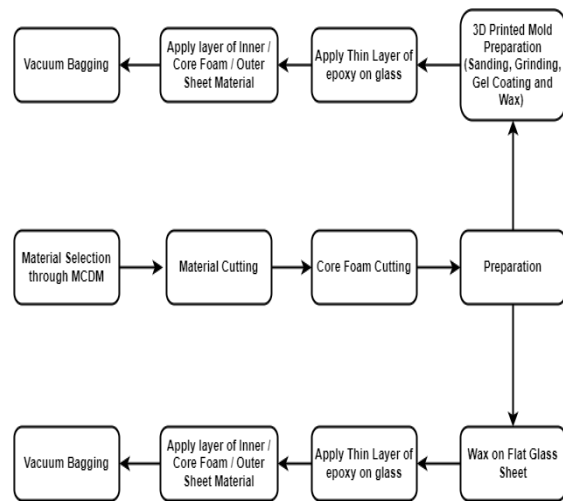 Vacuum Bagging
Apply layer of Inner /
Core Foam / Outer
Sheet Material
Apply Thin Layer of
epoxy on glass
3D Printed Mold
Preparation
(Sanding, Grinding,
Gel Coating and
Wax)
Material Selection
through MCDM
Material Cutting
Core Foam Cutting
Preparation
Vacuum Bagging
Apply layer of Inner /
Core Foam / Outer
Sheet Material
Apply Thin Layer of
epoxy on glass
Wax on Flat Glass
Sheet